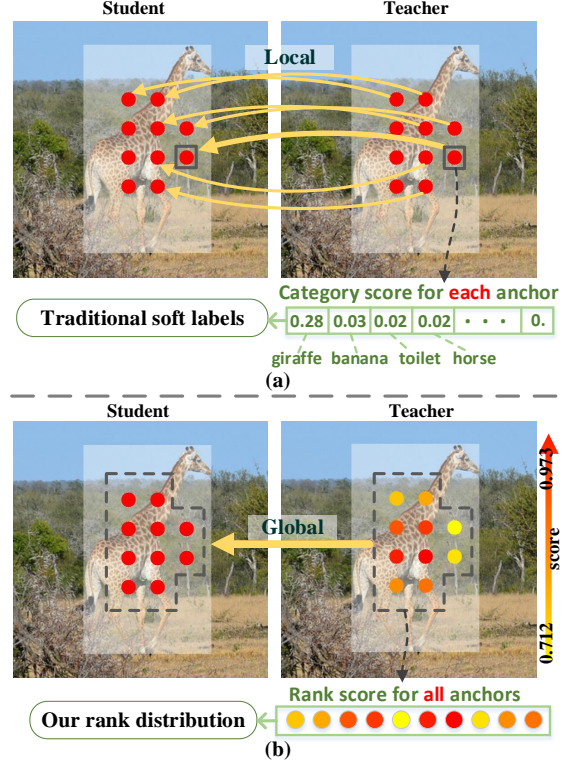 Student Teacher
Local
Category score for each anchor
Traditional soft labels
0.28 0.03 0.02 0.02 · · · 0.
giraffe banana toilet horse
(a)
Student Teacher
Global
0.973
score
0.712
Rank score for all anchors
Our rank distribution
(b)